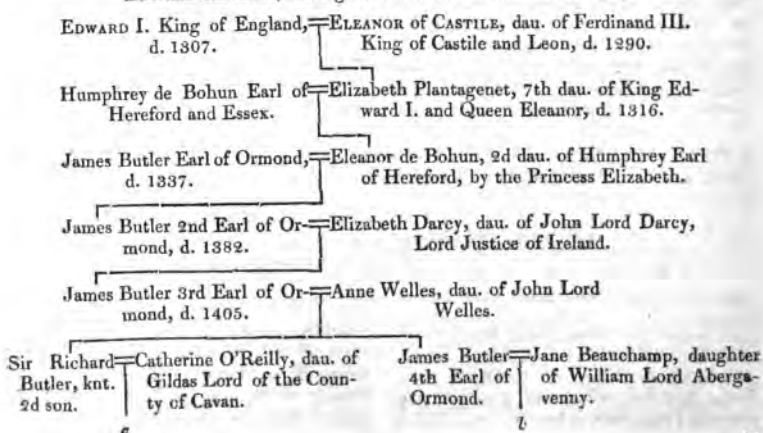 EDWARD I. King of England, d. 1307.
ELEANOR of CASTILE, dau. of Ferdinand III.
King of Castile and Leon, d. 1290.
Humphrey de Bohun Earl of
Hereford and Essex.
Elizabeth Plantagenet, 7th dau. of King Ed-
ward I. and Queen Eleanor, d. 1316.
James Butler Earl of Ormond,
d. 1337.
Eleanor de Bohun, 2d dau. of Humphrey Earl
of Hereford, by the Princess Elizabeth.
James Butler 2nd Earl of Or-
mond, d. 1382.
Elizabeth Darcy, dau. of John Lord Darcy,
Lord Justice of Ireland.
James Butler 3rd Earl of Or-
mond, d. 1405.
Anne Welles, dau. of John Lord
Welles.
Sir Richard
Butler, knt.
2d son.
Catherine O'Reilly, dau. of
Gildas Lord of the Coun-
ty of Cavan.
James Butler
4th Earl of
Ormond.
Jane Beauchamp, daughter
of William Lord Aberga-
venny.
b